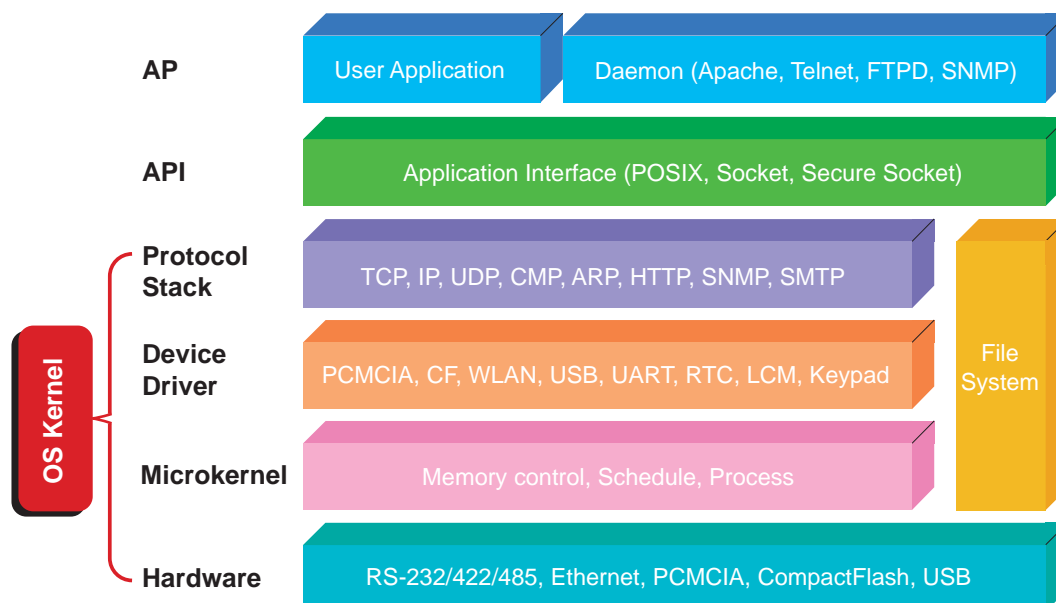 AP
User Application
Daemon (Apache, Telnet, FTPD, SNMP)
API
Application Interface (POSIX, Socket, Secure Socket)
Protocol
Stack
TCP, IP, UDP, CMP, ARP, HTTP, SNMP, SMTP
File
System
OS Kernel
Device
Driver
PCMCIA, CF, WLAN, USB, UART, RTC, LCM, Keypad
Microkernel
Memory control, Schedule, Process
Hardware
RS-232/422/485, Ethernet, PCMCIA, CompactFlash, USB